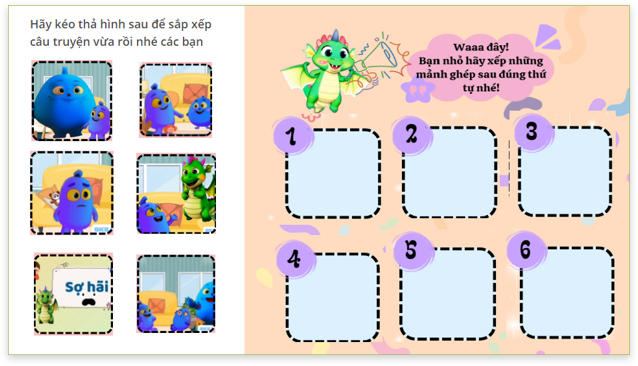 Hãy kéo thả hình sau để sắp xếp
câu truyện vừa rồi nhé các bạn
Waaa đây!
Bạn nhỏ hãy xếp những
mảnh ghép sau đúng thứ
tự nhé!
1
2
3
Sợ hãi
4
5
6